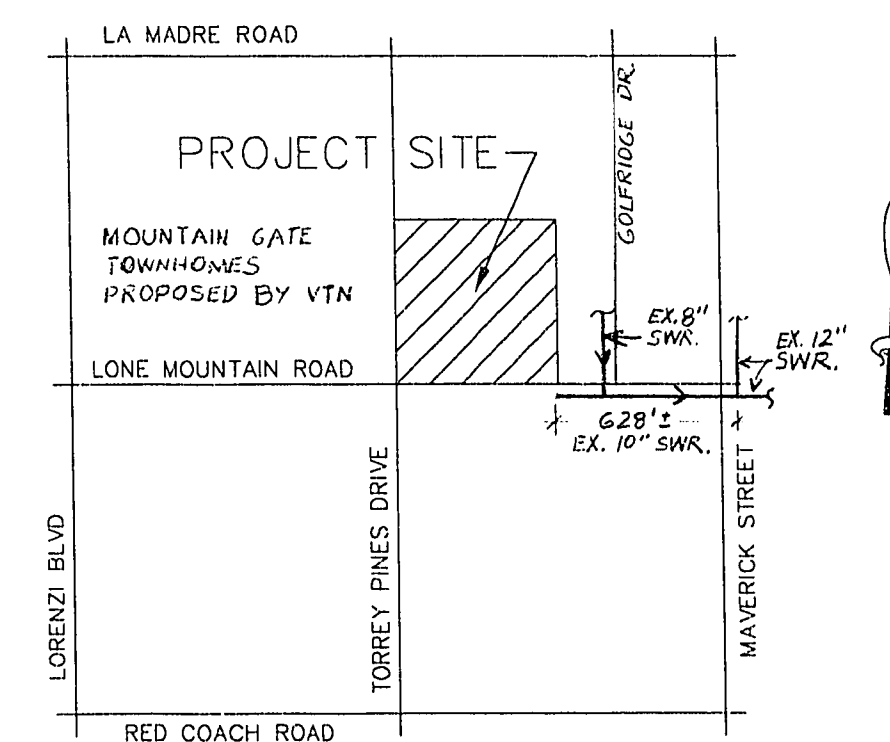 LA MADRE ROAD
GOLFRIDGE DR.
PROJECT SITE
MOUNTAIN GATE
TOWNHOMES
PROPOSED BY VTN
EX. 8"
SWR.
EX. 12"
SWR.
LONE MOUNTAIN ROAD
628'±
EX. 10" SWR.
LORENZI BLVD
TORREY PINES DRIVE
MAVERICK STREET
RED COACH ROAD